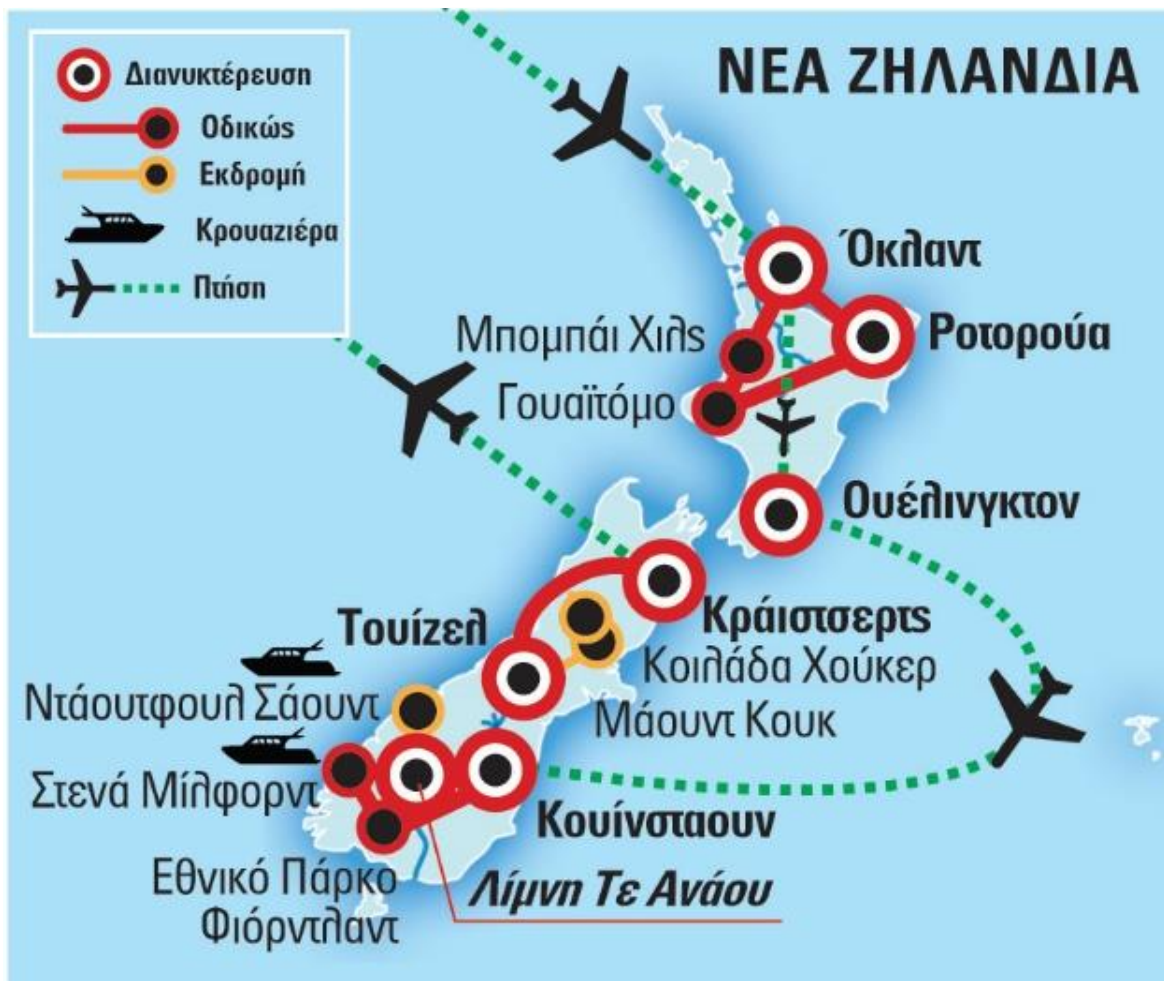 ΝΕΑ ΖΗΛΑΝΔΙΑ
Διανυκτέρευση
Οδικώς
Εκδρομή
Κρουαζιέρα
Πτήση
Όκλαντ
Ροτορούα
Μπομπάι Χιλς
Γουαϊτόμο
Ουέλινγκτον
Κράιστσερτς
Τουίζελ
Κοιλάδα Χούκερ
Μάουντ Κουκ
Ντάουτφουλ Σάουντ
Στενά Μίλφορντ
Κουίνσταουν
Λίμνη Τε Ανάου
Εθνικό Πάρκο
Φιόρντλαντ